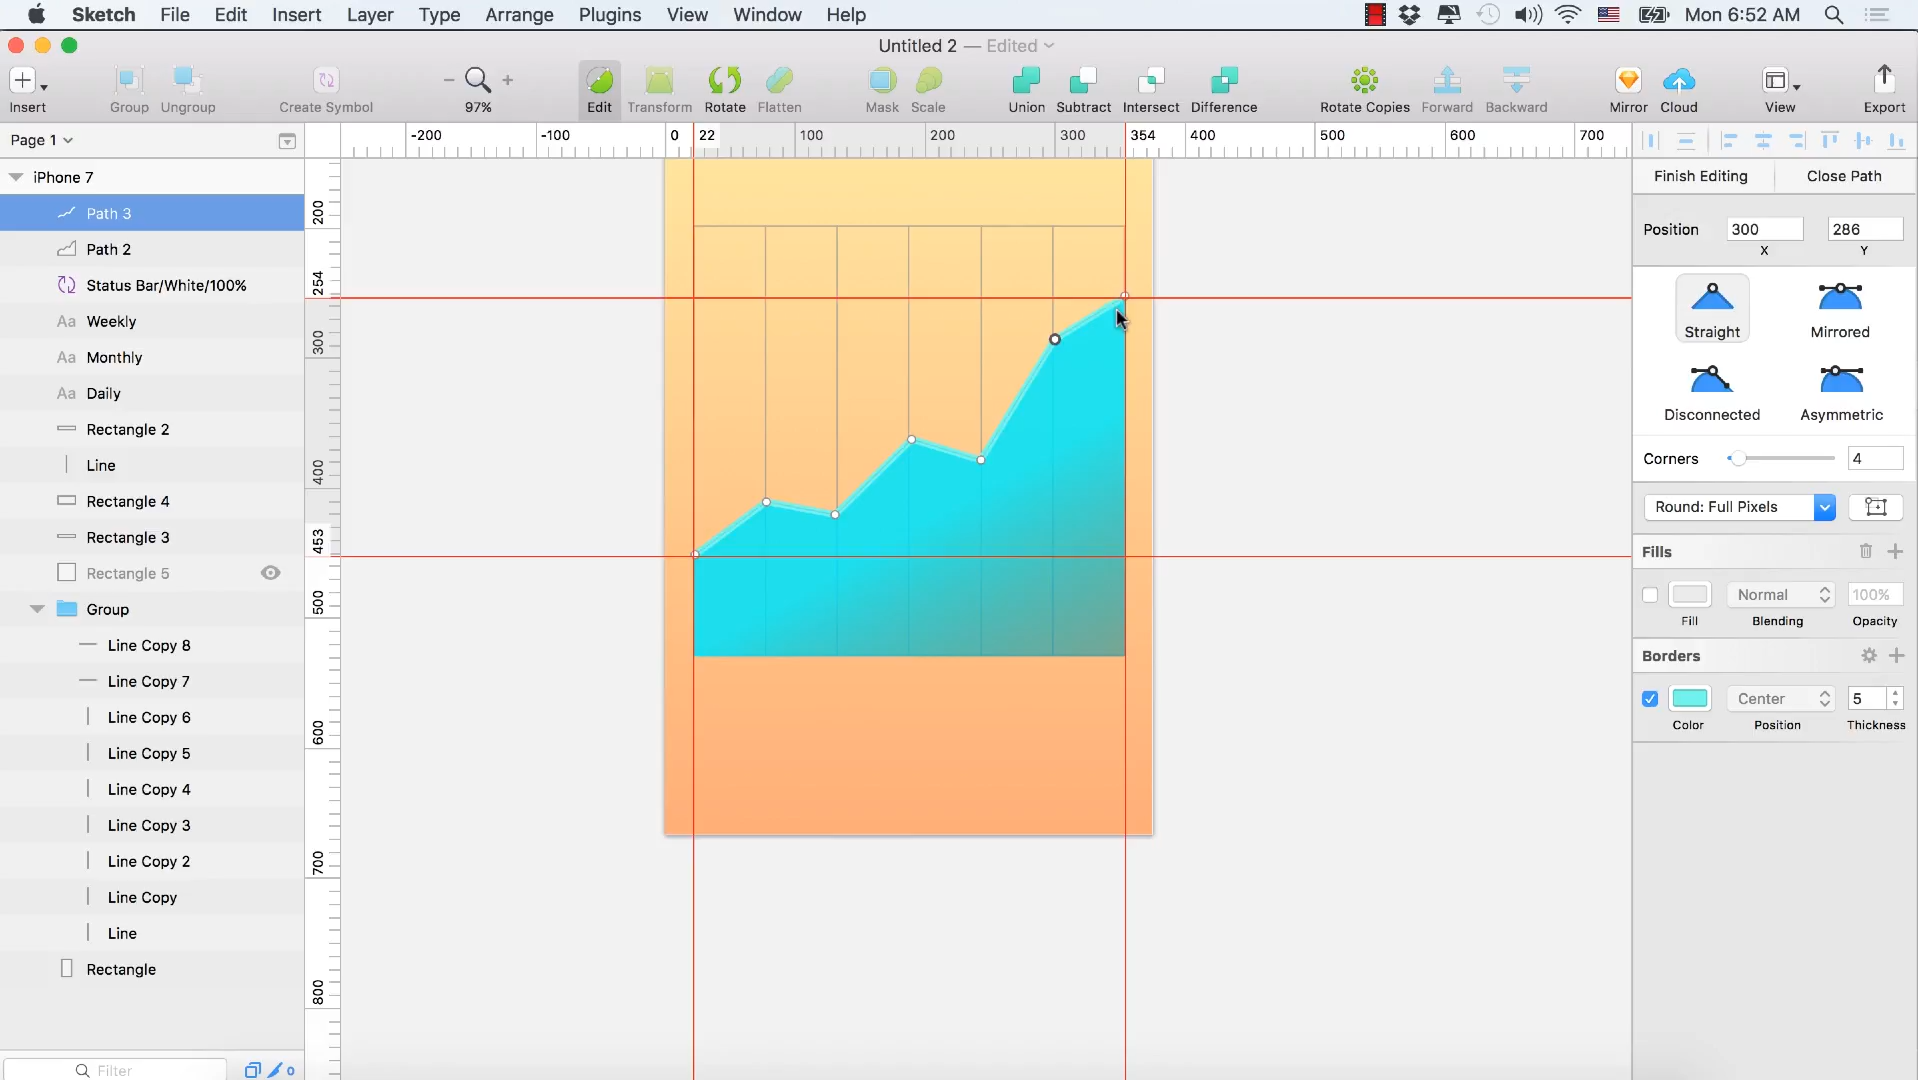 Sketch File Edit Insert Layer Type Arrange Plugins View Window Help Mon 6:52 AM
Untitled 2 — Edited
Insert Group Ungroup Create Symbol 97% Edit Transform Rotate Flatten Mask Scale Union Subtract Intersect Difference Rotate Copies Forward Backward Mirror Cloud View Export
Page 1
-200 -100 0 22 100 200 300 354 400 500 600 700
200
254
300
400
453
500
600
700
800
iPhone 7
Path 3
Path 2
Status Bar/White/100%
Aa Weekly
Aa Monthly
Aa Daily
Rectangle 2
Line
Rectangle 4
Rectangle 3
Rectangle 5
Group
Line Copy 8
Line Copy 7
Line Copy 6
Line Copy 5
Line Copy 4
Line Copy 3
Line Copy 2
Line Copy
Line
Rectangle
Filter 0
Finish Editing Close Path
Position 300 286
X Y
Straight Mirrored
Disconnected Asymmetric
Corners 4
Round: Full Pixels
Fills
Normal 100%
Fill Blending Opacity
Borders
Center 5
Color Position Thickness